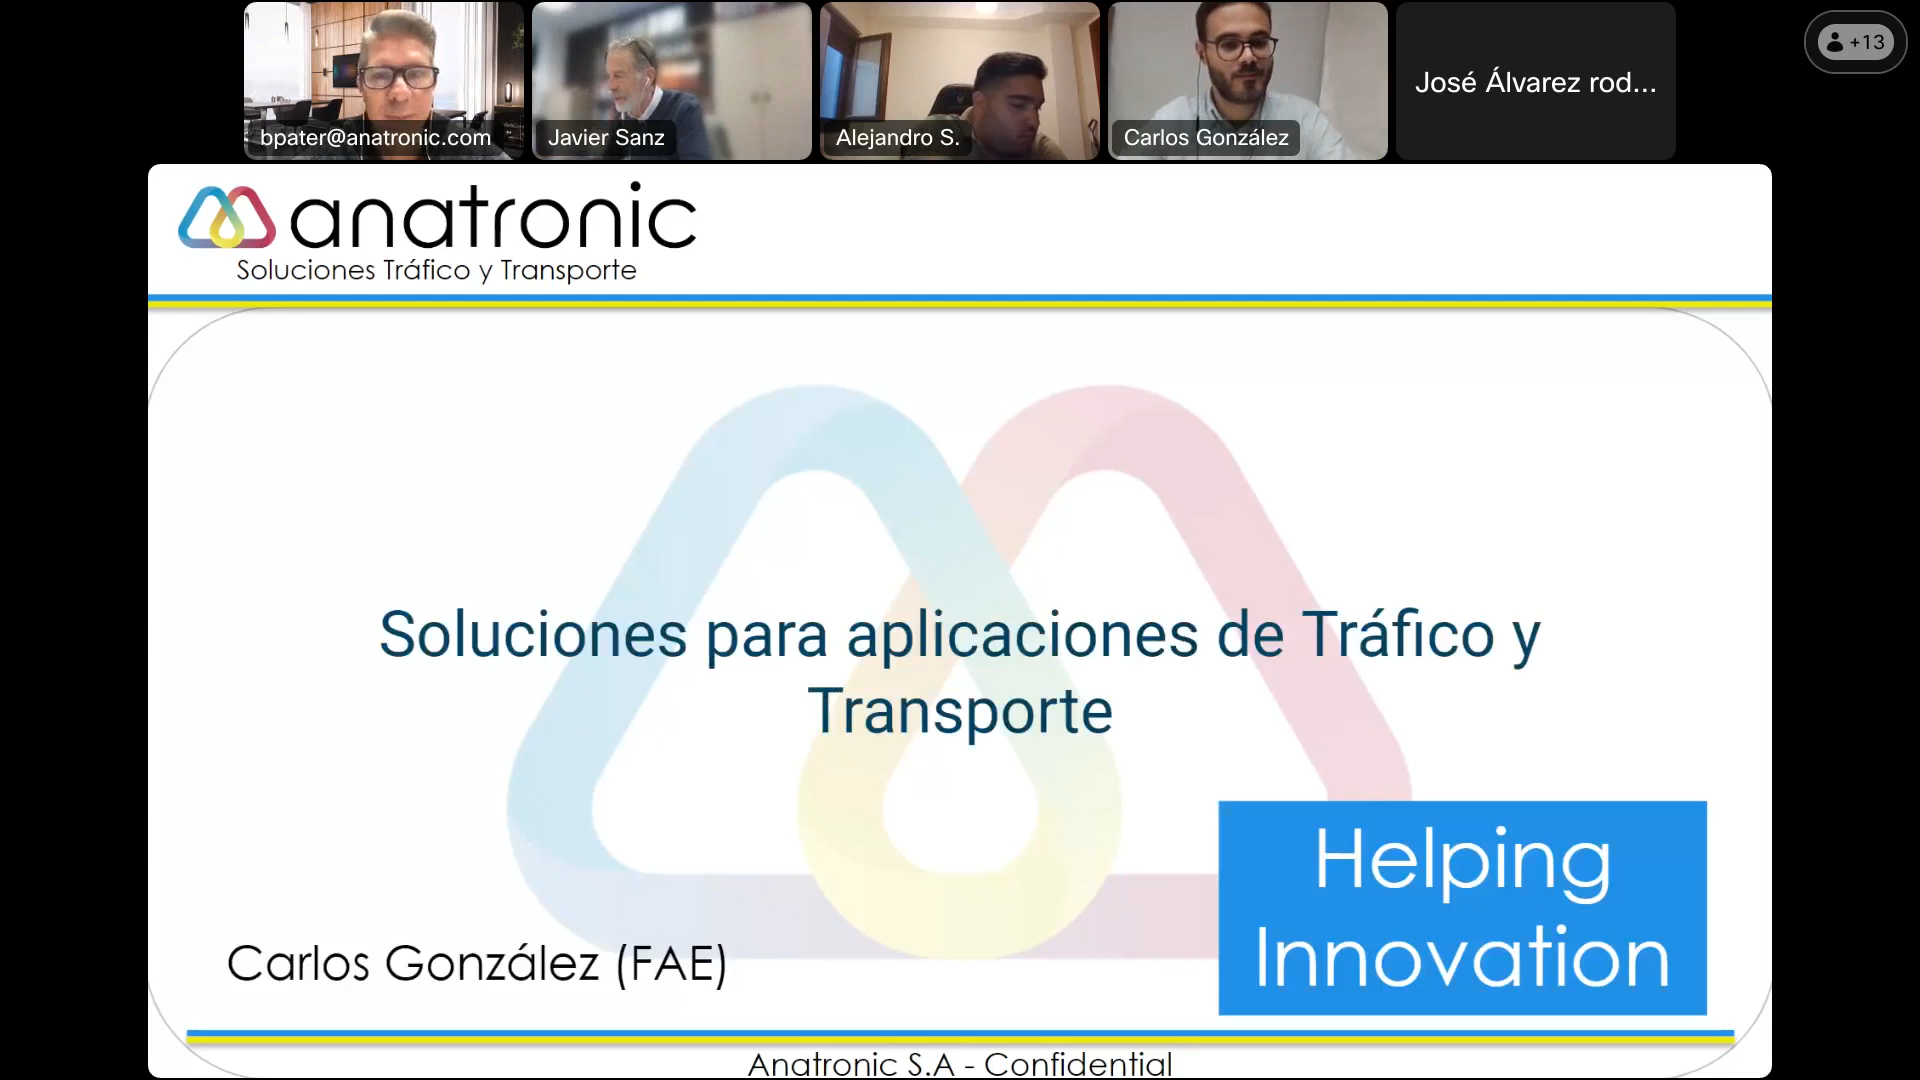 bpater@anatronic.com
Javier Sanz
Alejandro S.
Carlos González
José Álvarez rod...
+13
anatronic
Soluciones Tráfico y Transporte
Soluciones para aplicaciones de Tráfico y
Transporte
Helping
Innovation
Carlos González (FAE)
Anatronic S.A - Confidential